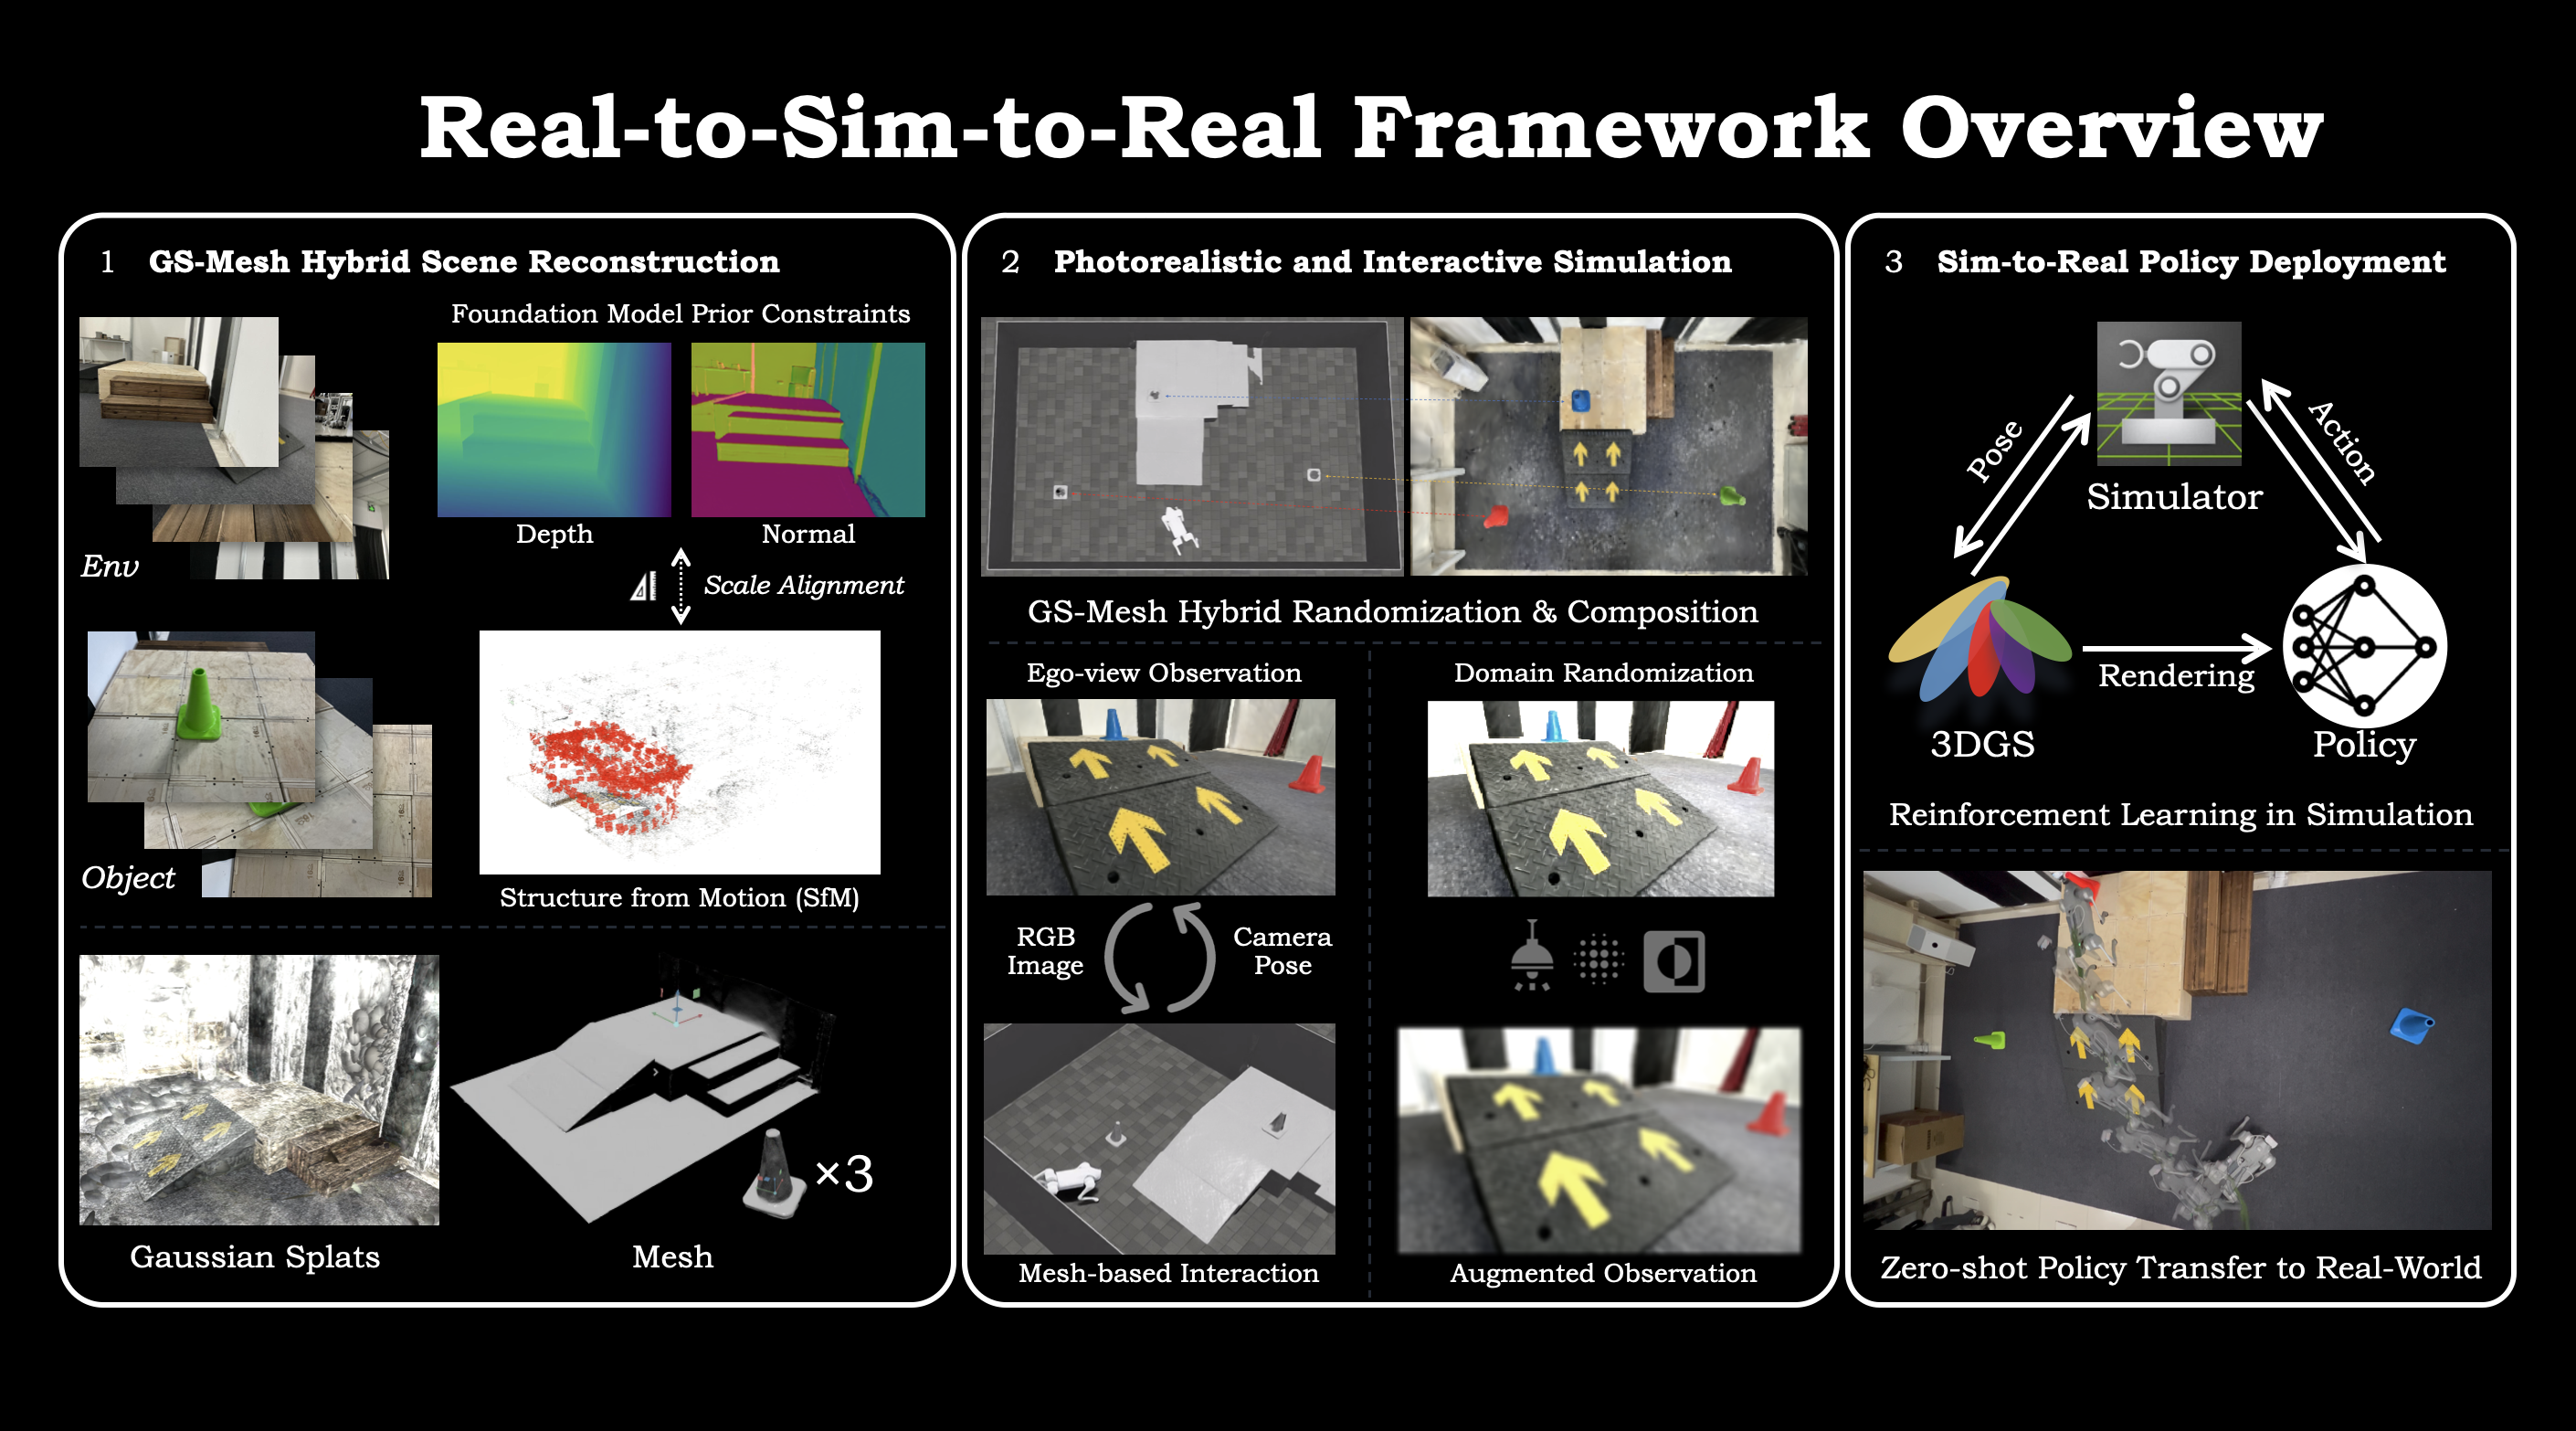 Real-to-Sim-to-Real Framework Overview
1 GS-Mesh Hybrid Scene Reconstruction
Foundation Model Prior Constraints
Depth
Normal
Env
Scale Alignment
Object
Structure from Motion (SfM)
Gaussian Splats
Mesh
×3
2 Photorealistic and Interactive Simulation
GS-Mesh Hybrid Randomization & Composition
Ego-view Observation
Domain Randomization
RGB
Image
Camera
Pose
Mesh-based Interaction
Augmented Observation
3 Sim-to-Real Policy Deployment
Pose
Action
Simulator
Rendering
3DGS
Policy
Reinforcement Learning in Simulation
Zero-shot Policy Transfer to Real-World